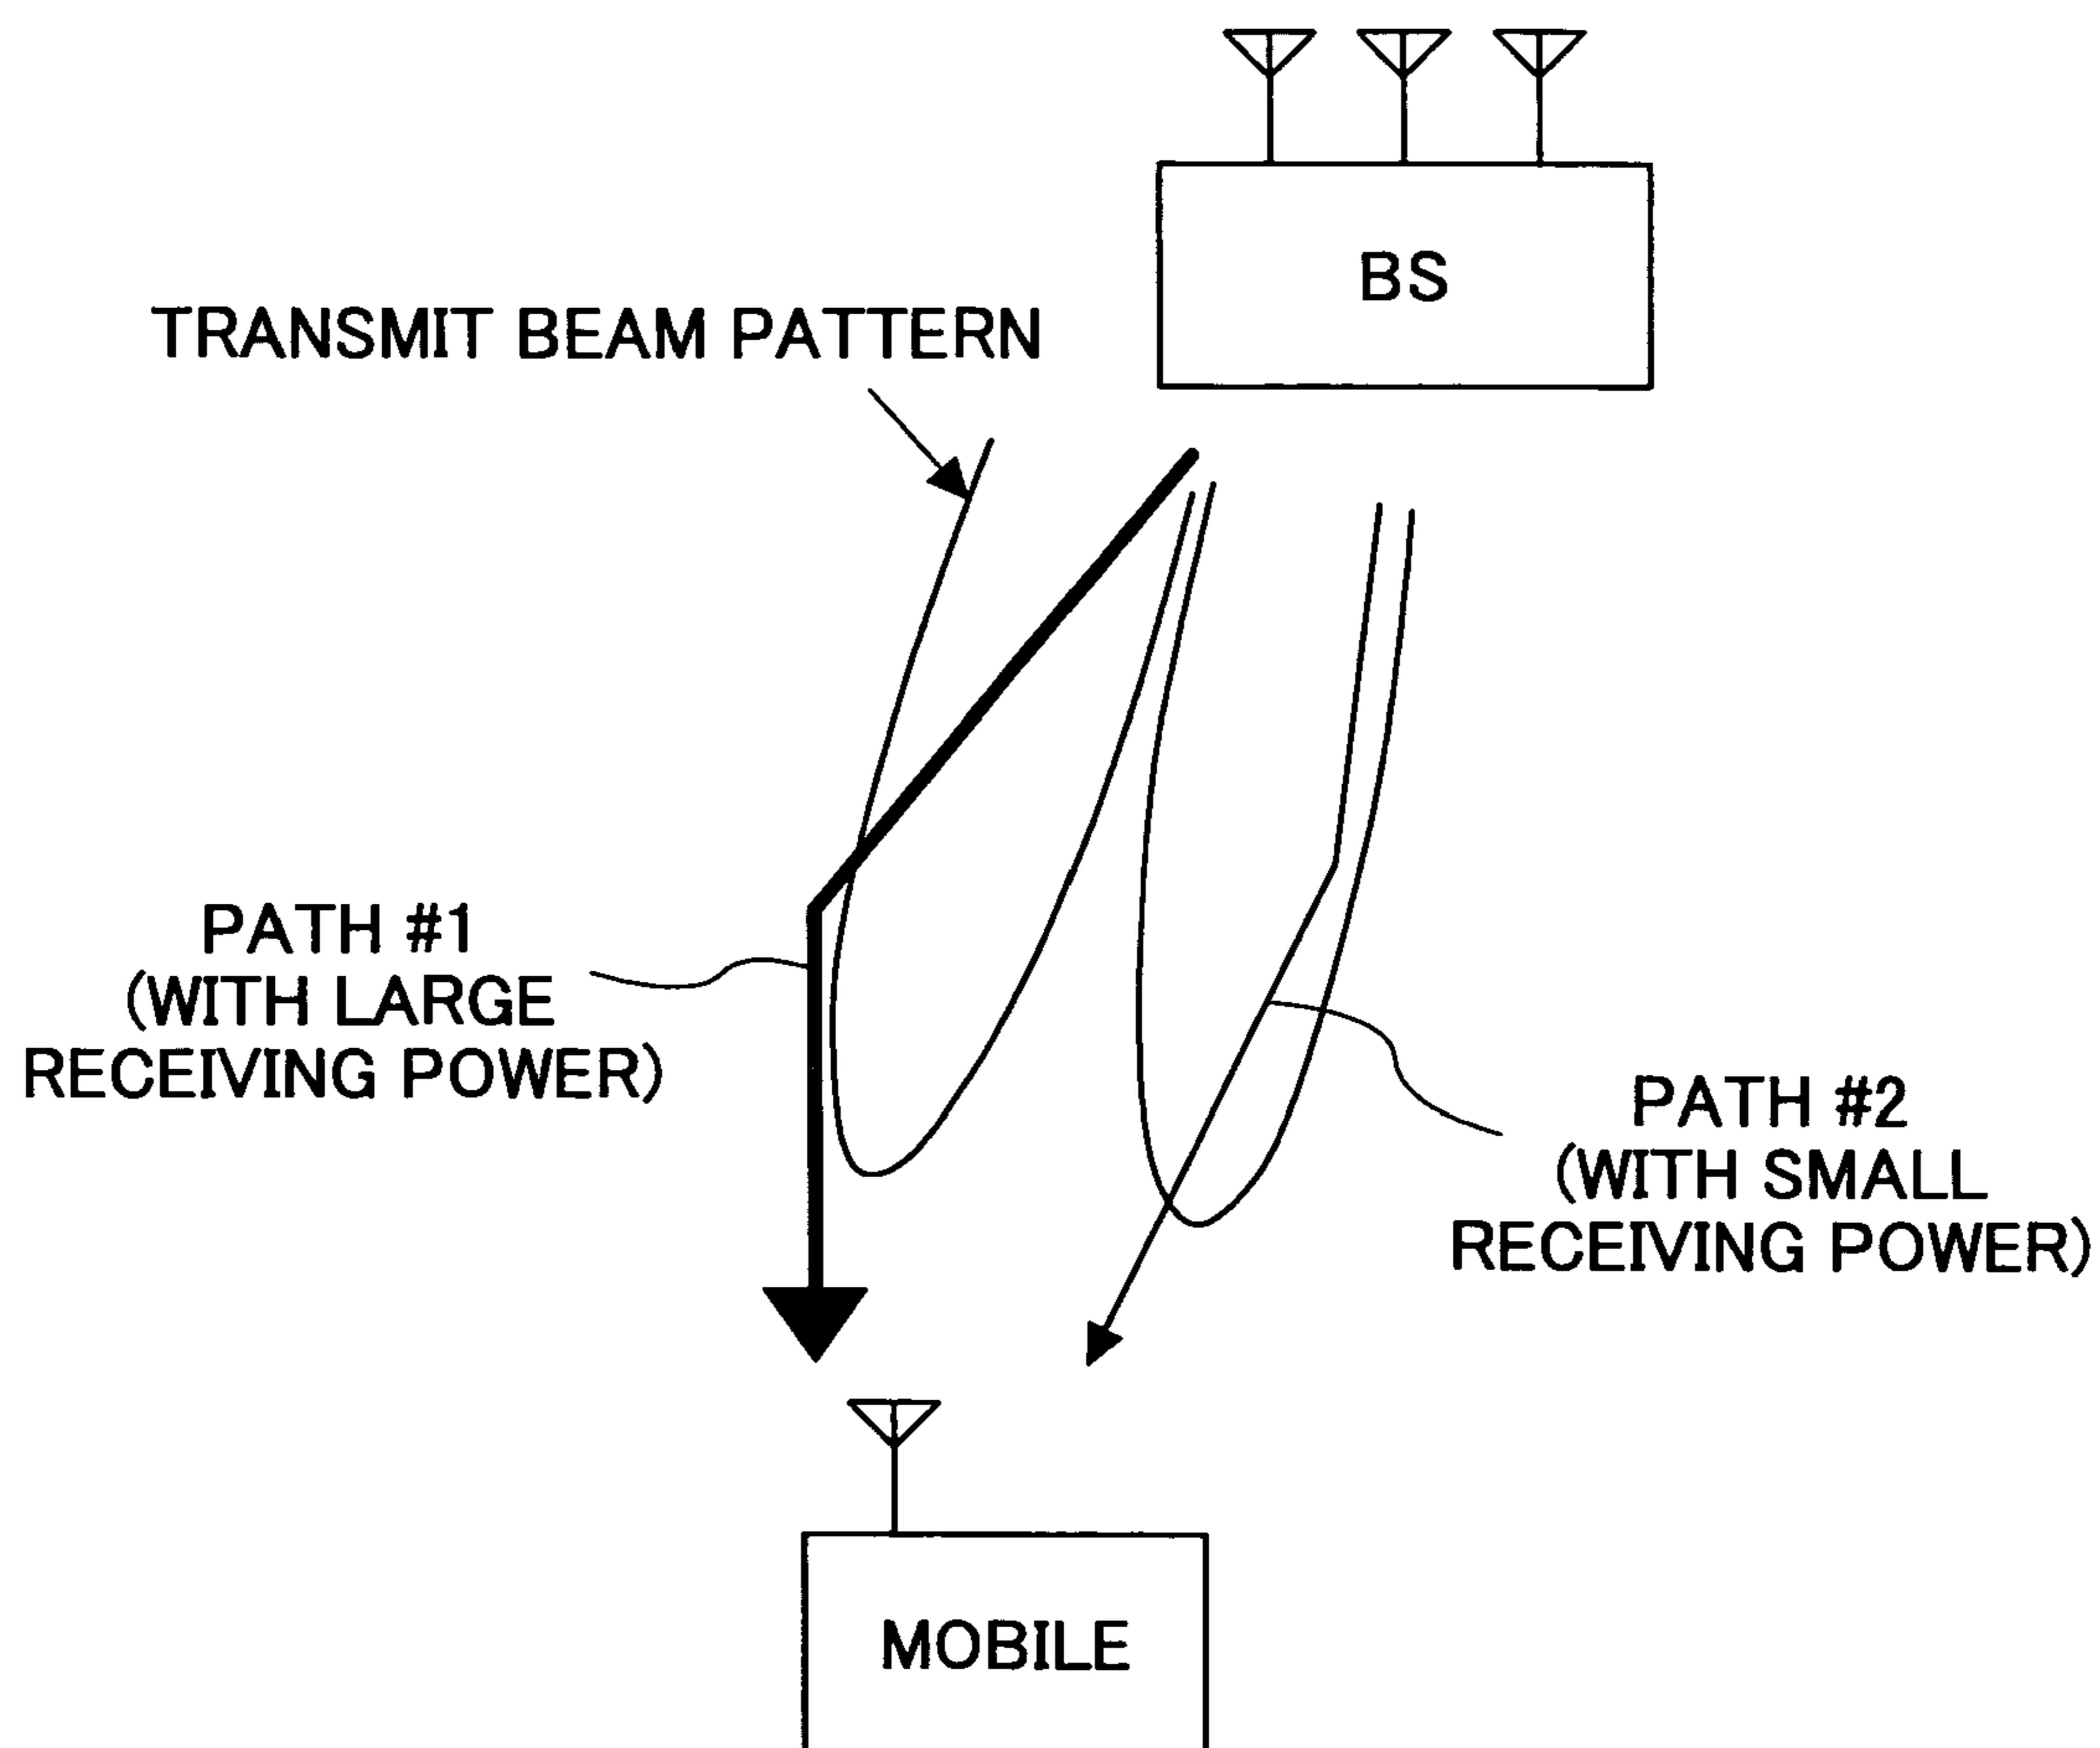 BS
TRANSMIT BEAM PATTERN
PATH #1
(WITH LARGE
RECEIVING POWER)
PATH #2
(WITH SMALL
RECEIVING POWER)
MOBILE